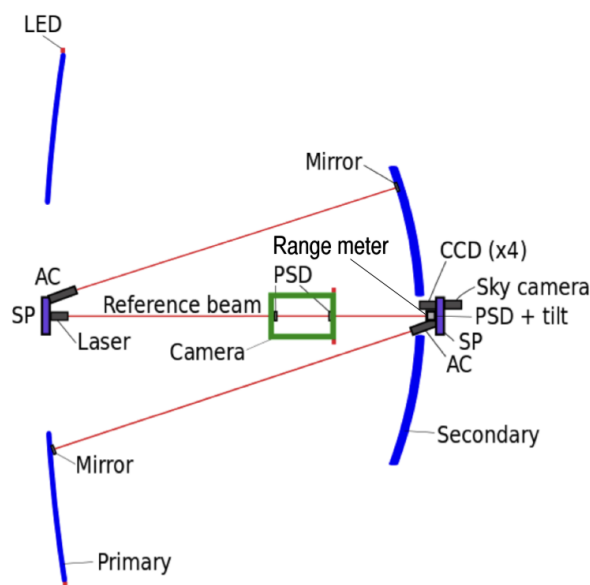 LED
Mirror
Range meter
CCD (x4)
AC
PSD
Sky camera
SP
Reference beam
PSD + tilt
Laser
Camera
SP
AC
Secondary
Mirror
Primary